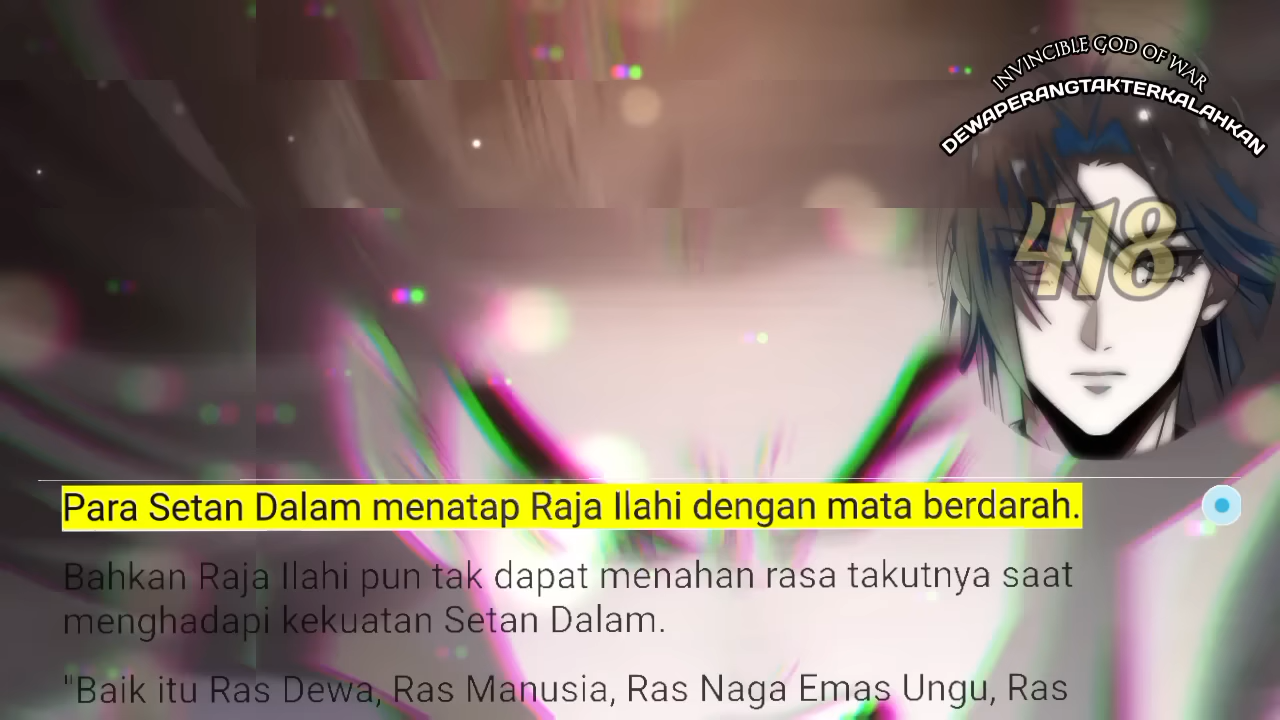 INVINCIBLE GOD OF WAR
DEWAPERANGTAKTERKALAHKAN
418
Para Setan Dalam menatap Raja Ilahi dengan mata berdarah.
Bahkan Raja Ilahi pun tak dapat menahan rasa takutnya saat
menghadapi kekuatan Setan Dalam.
"Baik itu Ras Dewa, Ras Manusia, Ras Naga Emas Ungu, Ras